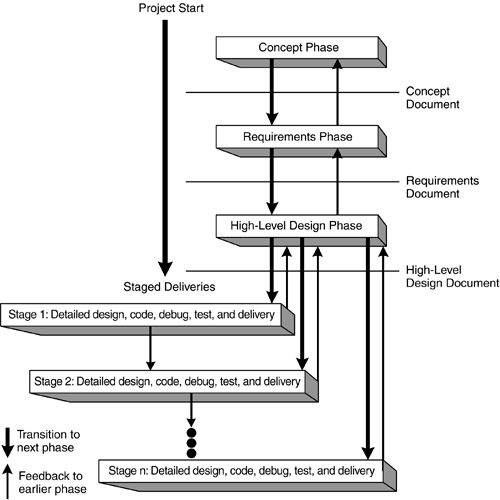 Project Start
Concept Phase
Concept
Document
Requirements Phase
Requirements
Document
High-Level Design Phase
High-Level
Design Document
Staged Deliveries
Stage 1: Detailed design, code, debug, test, and delivery
Stage 2: Detailed design, code, debug, test, and delivery
Stage n: Detailed design, code, debug, test, and delivery
Transition to
next phase
Feedback to
earlier phase